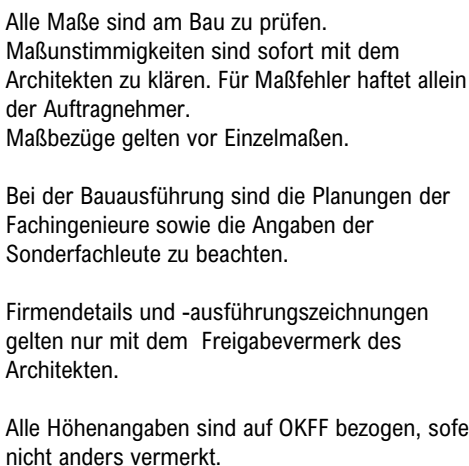 Alle Maße sind am Bau zu prüfen.
Maßunstimmigkeiten sind sofort mit dem
Architekten zu klären. Für Maßfehler haftet allein
der Auftragnehmer.
Maßbezüge gelten vor Einzelmaßen.
Bei der Bauausführung sind die Planungen der
Fachingenieure sowie die Angaben der
Sonderfachleute zu beachten.
Firmendetails und -ausführungszeichnungen
gelten nur mit dem  Freigabevermerk des
Architekten.
Alle Höhenangaben sind auf OKFF bezogen, sofe
nicht anders vermerkt.